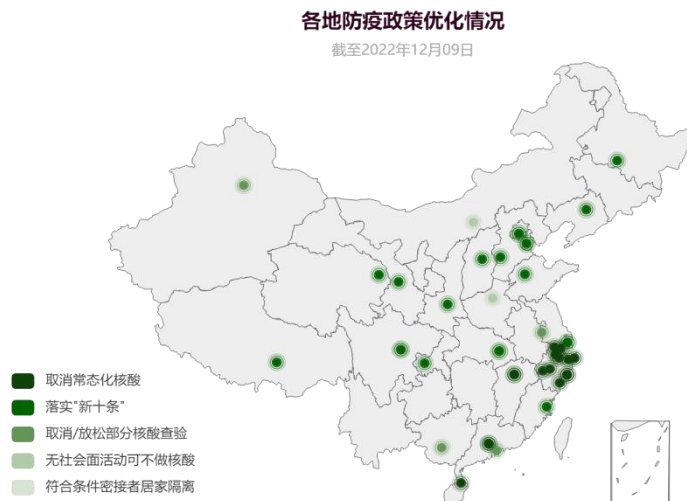 各地防疫政策优化情况
截至2022年12月09日
取消常态化核酸
落实"新十条"
取消/放松部分核酸查验
无社会面活动可不做核酸
符合条件密接者居家隔离